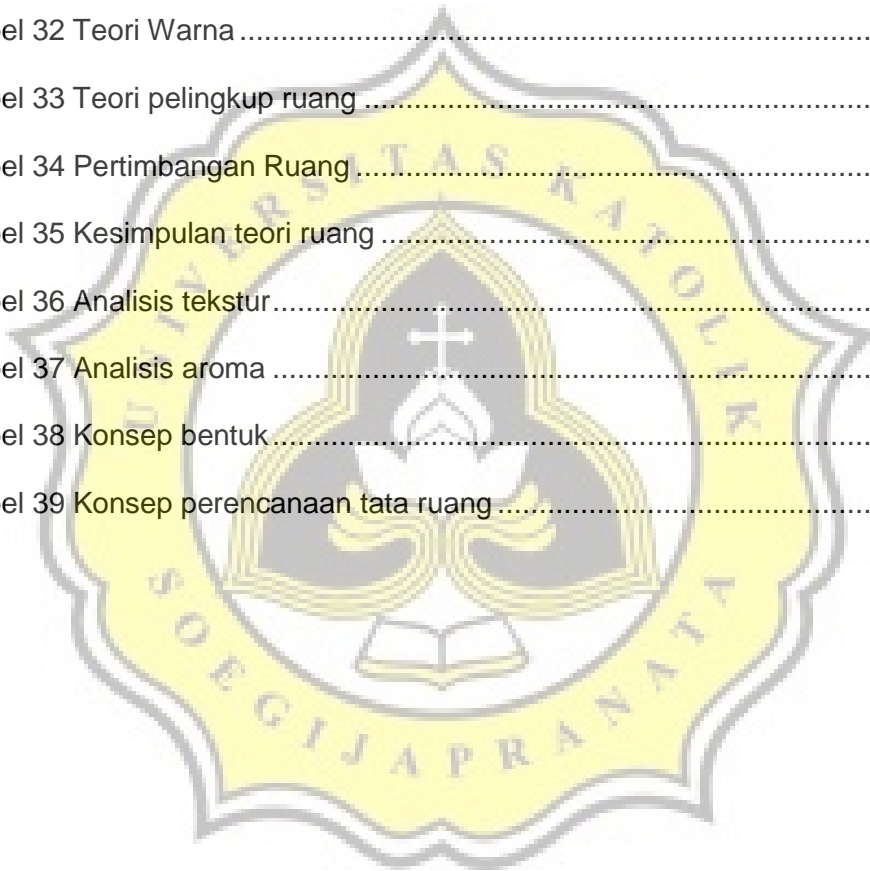 el 32 Teori Warna
el 33 Teori pelingkup ruang
el 34 Pertimbangan Ruang
el 35 Kesimpulan teori ruang
el 36 Analisis tekstur
el 37 Analisis aroma
el 38 Konsep bentuk
el 39 Konsep perencanaan tata ruang
UNIVERSITAS KATOLIK
SOEGIJAPRANATA